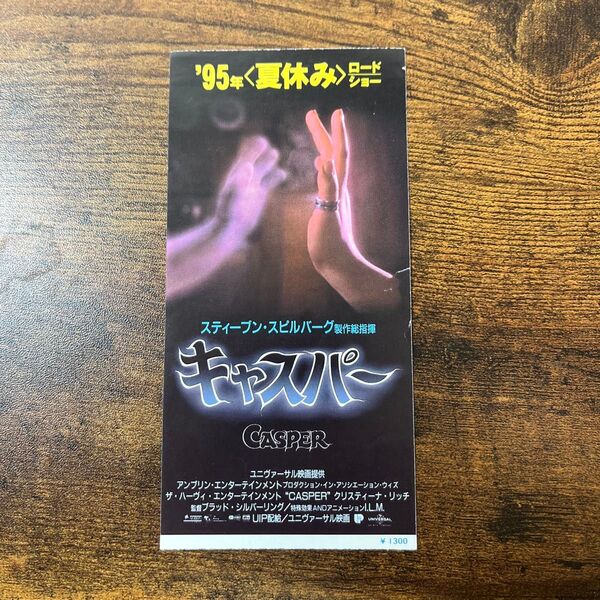 '95年〈夏休み〉ロードショー
スティーブン・スピルバーグ製作総指揮
キャスパー
CASPER
ユニヴァーサル映画提供
アンブリン・エンターテインメント プロダクション・イン・アソシエーション・ウィズ
ザ・ハーヴィ・エンターテインメント "CASPER" クリスティーナ・リッチ
監督ブラッド・シルバーリング/特殊効果ANDアニメーションI.L.M.
UIP配給/ユニヴァーサル映画 UNIVERSAL
¥1300